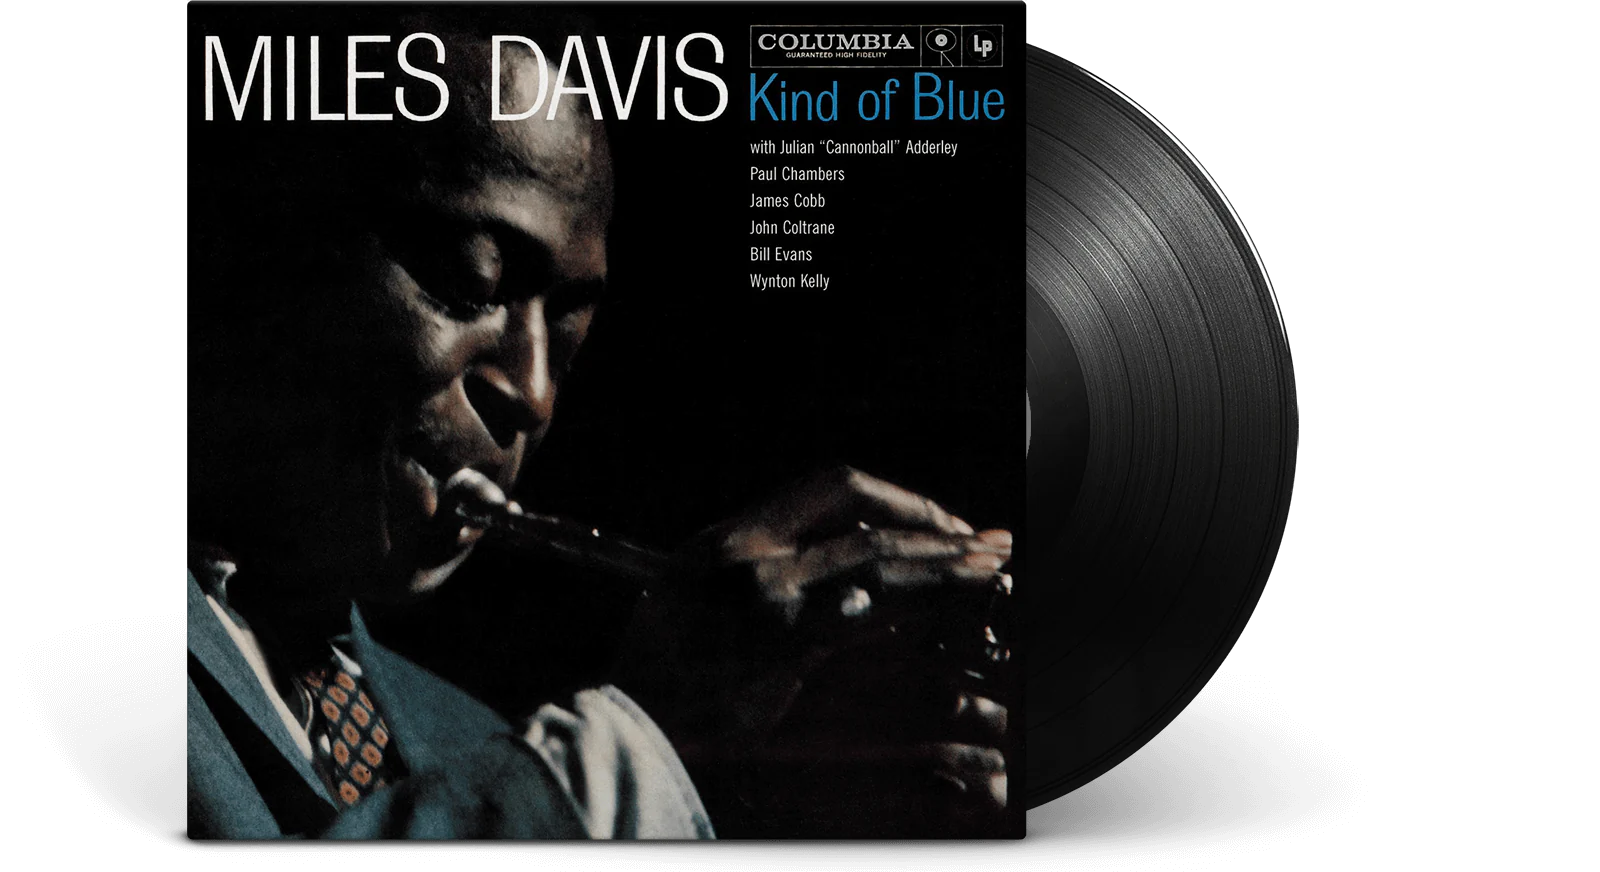 MILES DAVIS
COLUMBIA
GUARANTEED HIGH FIDELITY
Lp
Kind of Blue
with Julian “Cannonball” Adderley
Paul Chambers
James Cobb
John Coltrane
Bill Evans
Wynton Kelly